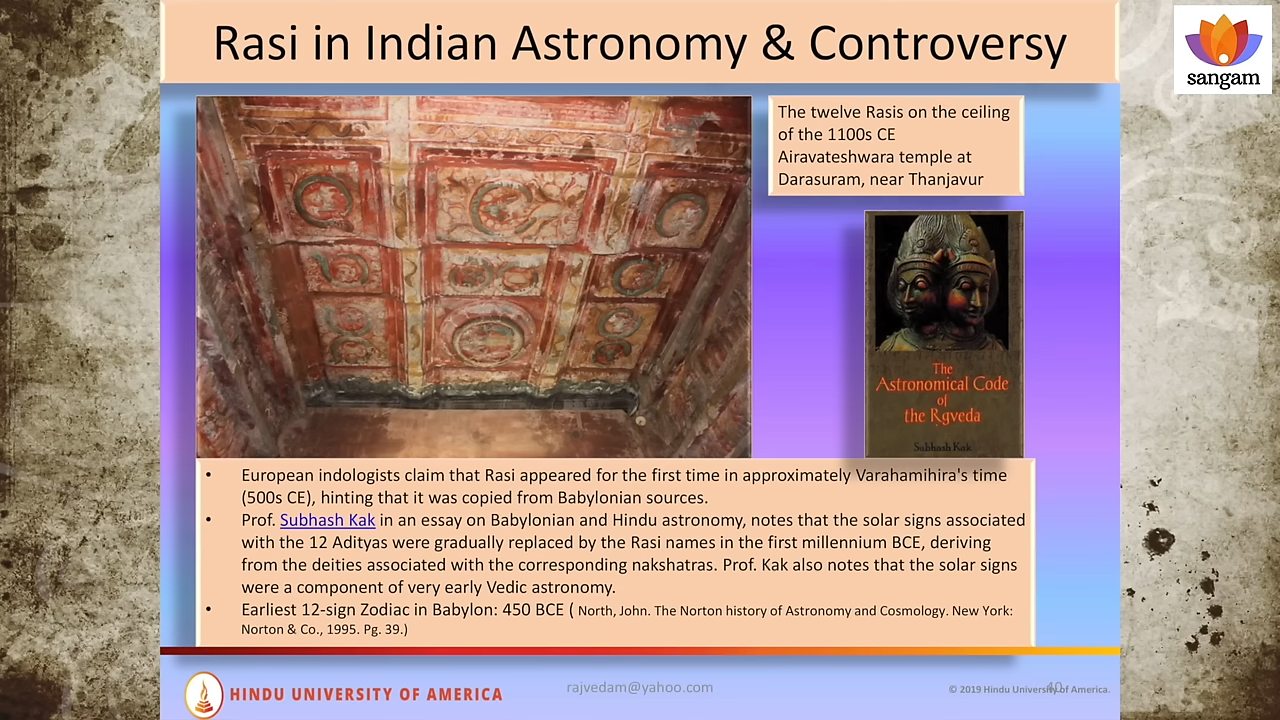 Rasi in Indian Astronomy & Controversy
sangam
The twelve Rasis on the ceiling
of the 1100s CE
Airavateshwara temple at
Darasuram, near Thanjavur
The
Astronomical Code
of
the Ṛgveda
Subhash Kak
• European indologists claim that Rasi appeared for the first time in approximately Varahamihira's time
(500s CE), hinting that it was copied from Babylonian sources.
• Prof. Subhash Kak in an essay on Babylonian and Hindu astronomy, notes that the solar signs associated
with the 12 Adityas were gradually replaced by the Rasi names in the first millennium BCE, deriving
from the deities associated with the corresponding nakshatras. Prof. Kak also notes that the solar signs
were a component of very early Vedic astronomy.
• Earliest 12-sign Zodiac in Babylon: 450 BCE ( North, John. The Norton history of Astronomy and Cosmology. New York:
Norton & Co., 1995. Pg. 39.)
HINDU UNIVERSITY OF AMERICA
rajvedam@yahoo.com
© 2019 Hindu University of America.
40